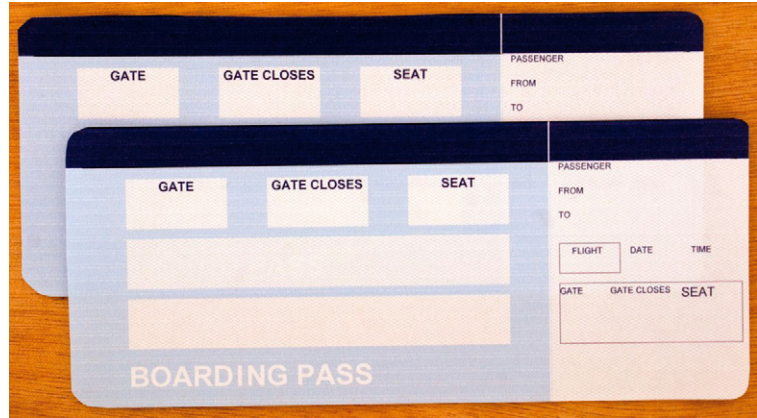 GATE GATE CLOSES SEAT
PASSENGER
FROM
TO
GATE GATE CLOSES SEAT
PASSENGER
FROM
TO
FLIGHT DATE TIME
GATE GATE CLOSES SEAT
BOARDING PASS